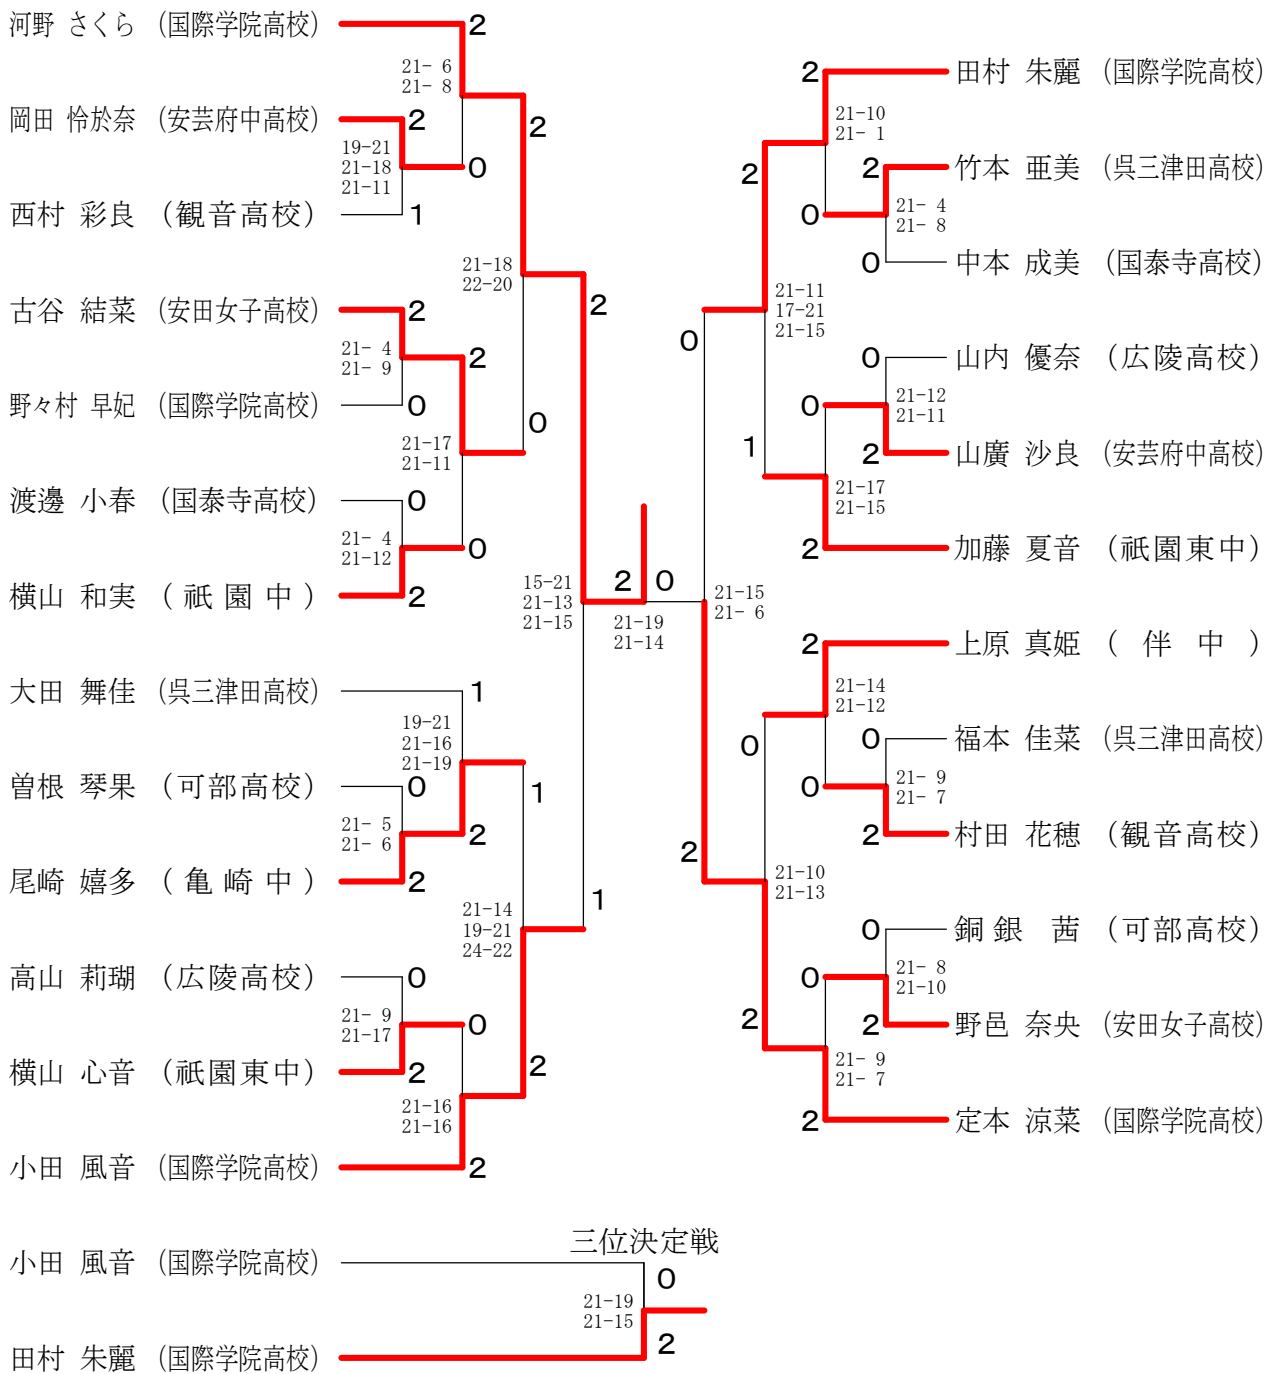 河野 さくら (国際学院高校) 2
21- 6
21- 8
岡田 怜於奈 (安芸府中高校) 2
2
19-21
21-18
21-11
0
西村 彩良 (観音高校) 1
21-18
22-20
古谷 結菜 (安田女子高校) 2
2
21- 4
21- 9
2
野々村 早妃 (国際学院高校) 0
0
21-17
21-11
渡邊 小春 (国泰寺高校) 0
21- 4
21-12
0
横山 和実 (祇園中) 2
15-21
21-13
21-15
2 0
21-19
21-14
大田 舞佳 (呉三津田高校) 1
19-21
21-16
21-19
曽根 琴果 (可部高校) 0
1
21- 5
21- 6
2
尾崎 嬉多 (亀崎中) 2
1
21-14
19-21
24-22
高山 莉瑚 (広陵高校) 0
21- 9
21-17
0
横山 心音 (祇園東中) 2
2
21-16
21-16
小田 風音 (国際学院高校) 2
2 田村 朱麗 (国際学院高校)
21-10
21- 1
2
2 竹本 亜美 (呉三津田高校)
0
21- 4
21- 8
0 中本 成美 (国泰寺高校)
21-11
17-21
21-15
0
0 山内 優奈 (広陵高校)
0
21-12
21-11
1
2 山廣 沙良 (安芸府中高校)
21-17
21-15
2 加藤 夏音 (祇園東中)
21-15
21- 6
2 上原 真姫 (伴中)
21-14
21-12
0
0 福本 佳菜 (呉三津田高校)
0
21- 9
21- 7
2 村田 花穂 (観音高校)
2
21-10
21-13
0 銅銀 茜 (可部高校)
0
21- 8
21-10
2
2 野邑 奈央 (安田女子高校)
21- 9
21- 7
2 定本 涼菜 (国際学院高校)
三位決定戦
小田 風音 (国際学院高校) 0
21-19
21-15
田村 朱麗 (国際学院高校) 2